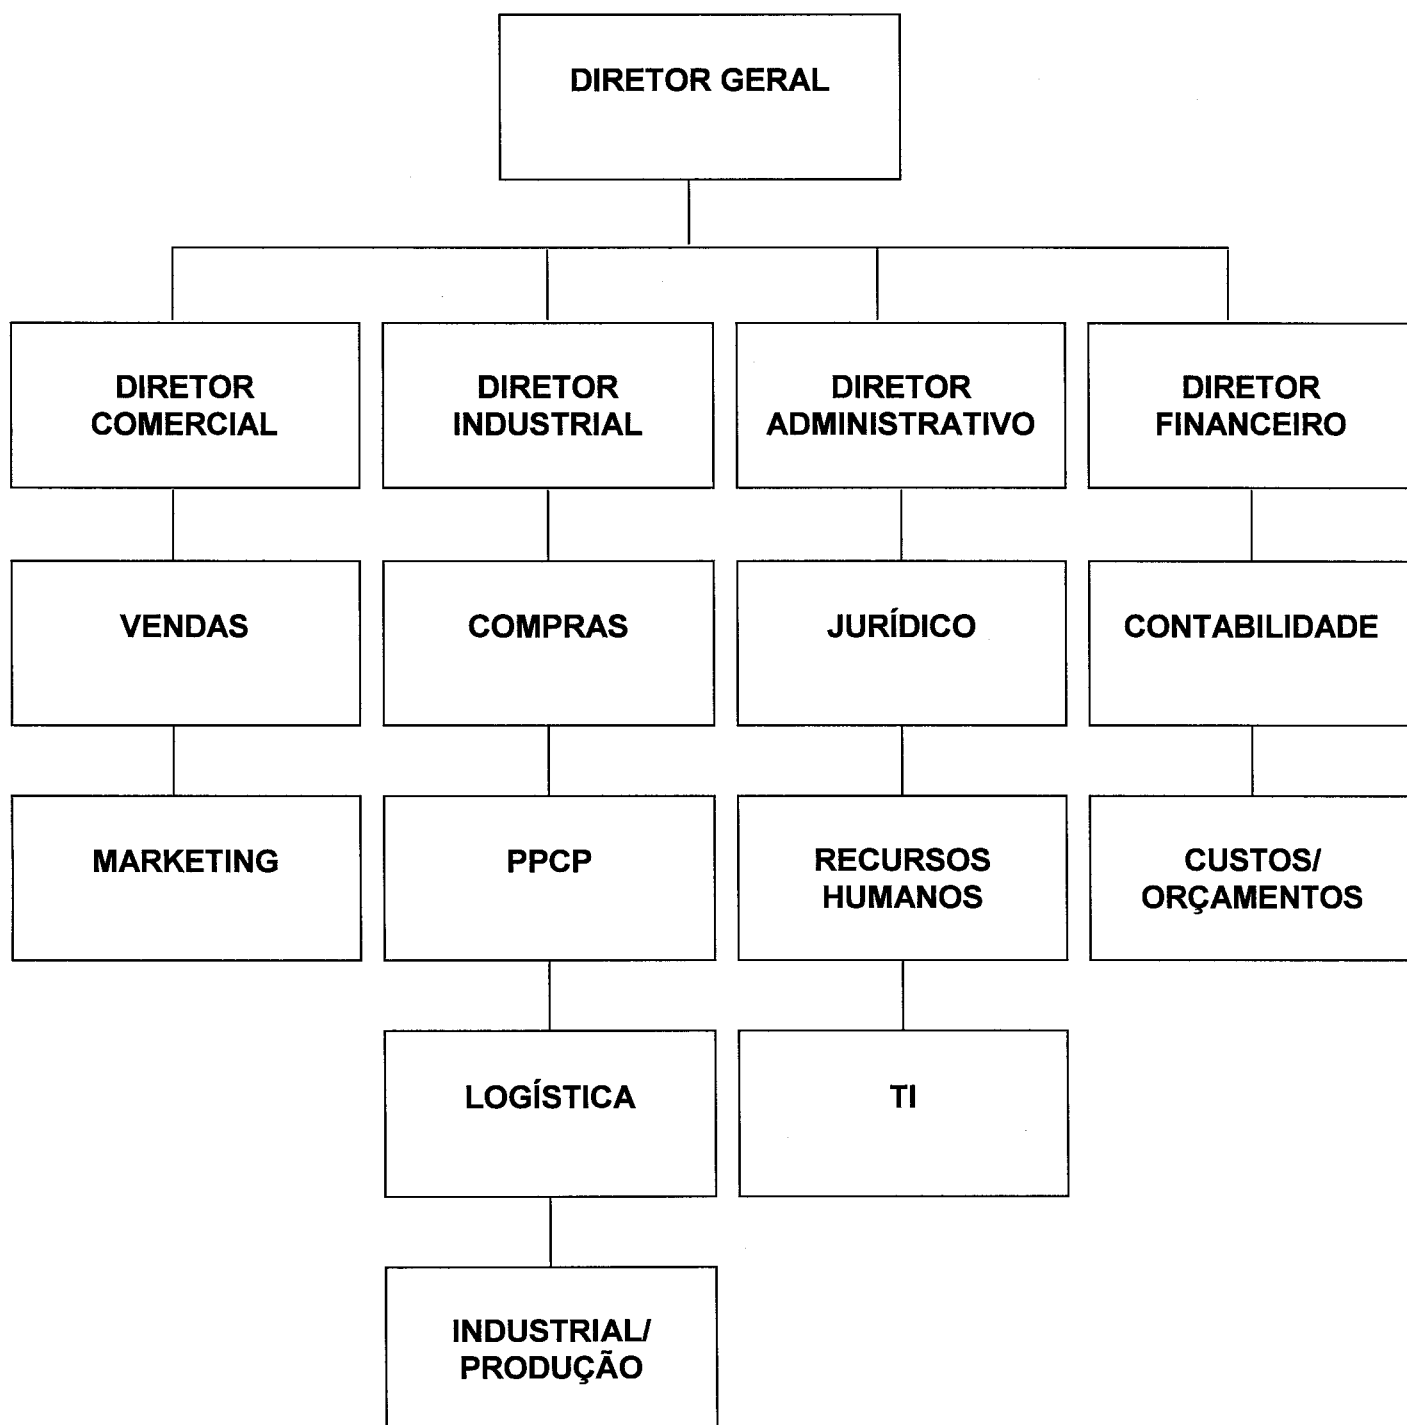 DIRETOR GERAL
DIRETOR
COMERCIAL
DIRETOR
INDUSTRIAL
DIRETOR
ADMINISTRATIVO
DIRETOR
FINANCEIRO
VENDAS
COMPRAS
JURÍDICO
CONTABILIDADE
MARKETING
PPCP
RECURSOS
HUMANOS
CUSTOS/
ORÇAMENTOS
LOGÍSTICA
TI
INDUSTRIAL/
PRODUÇÃO